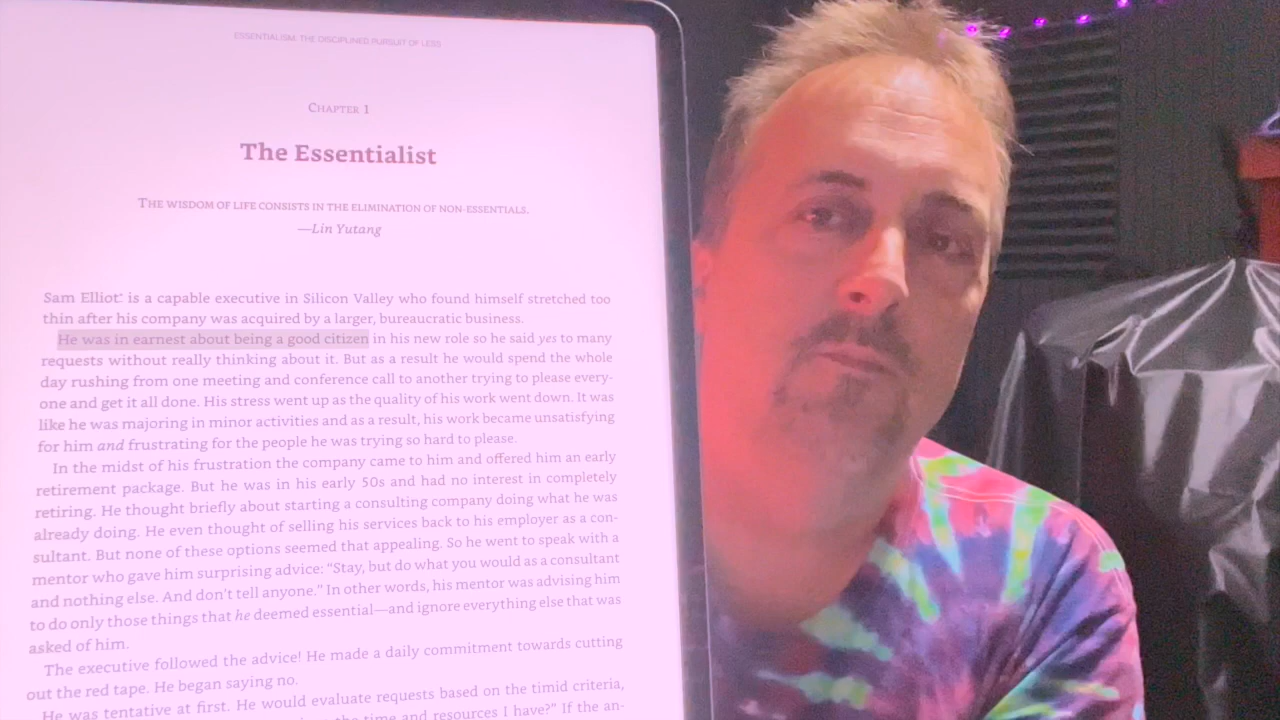 ESSENTIALISM: THE DISCIPLINED PURSUIT OF LESS
CHAPTER 1
The Essentialist
THE WISDOM OF LIFE CONSISTS IN THE ELIMINATION OF NON-ESSENTIALS.
—Lin Yutang
Sam Elliot* is a capable executive in Silicon Valley who found himself stretched too
thin after his company was acquired by a larger, bureaucratic business.
He was in earnest about being a good citizen in his new role so he said yes to many
requests without really thinking about it. But as a result he would spend the whole
day rushing from one meeting and conference call to another trying to please every-
one and get it all done. His stress went up as the quality of his work went down. It was
like he was majoring in minor activities and as a result, his work became unsatisfying
for him and frustrating for the people he was trying so hard to please.
In the midst of his frustration the company came to him and offered him an early
retirement package. But he was in his early 50s and had no interest in completely
retiring. He thought briefly about starting a consulting company doing what he was
already doing. He even thought of selling his services back to his employer as a con-
sultant. But none of these options seemed that appealing. So he went to speak with a
mentor who gave him surprising advice: “Stay, but do what you would as a consultant
and nothing else. And don't tell anyone.” In other words, his mentor was advising him
to do only those things that he deemed essential—and ignore everything else that was
asked of him.
The executive followed the advice! He made a daily commitment towards cutting
out the red tape. He began saying no.
He was tentative at first. He would evaluate requests based on the timid criteria,
the time and resources I have?” If the an-